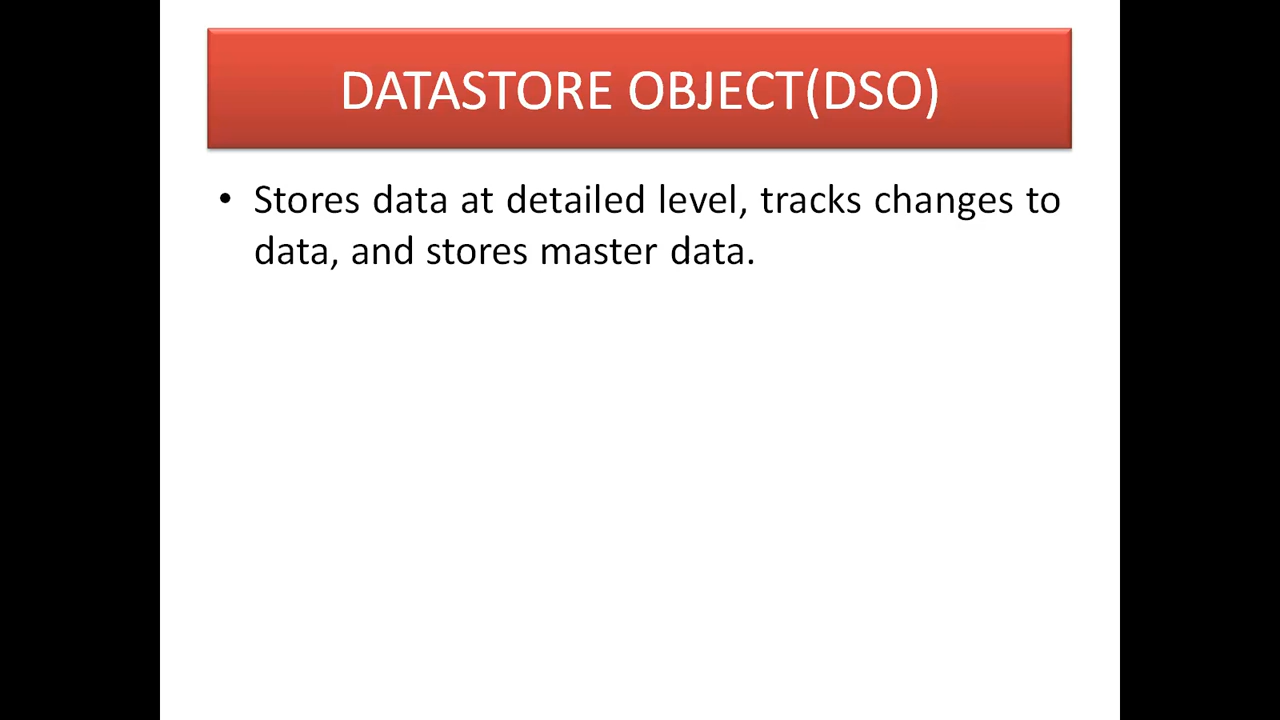 DATASTORE OBJECT(DSO)
• Stores data at detailed level, tracks changes to
data, and stores master data.